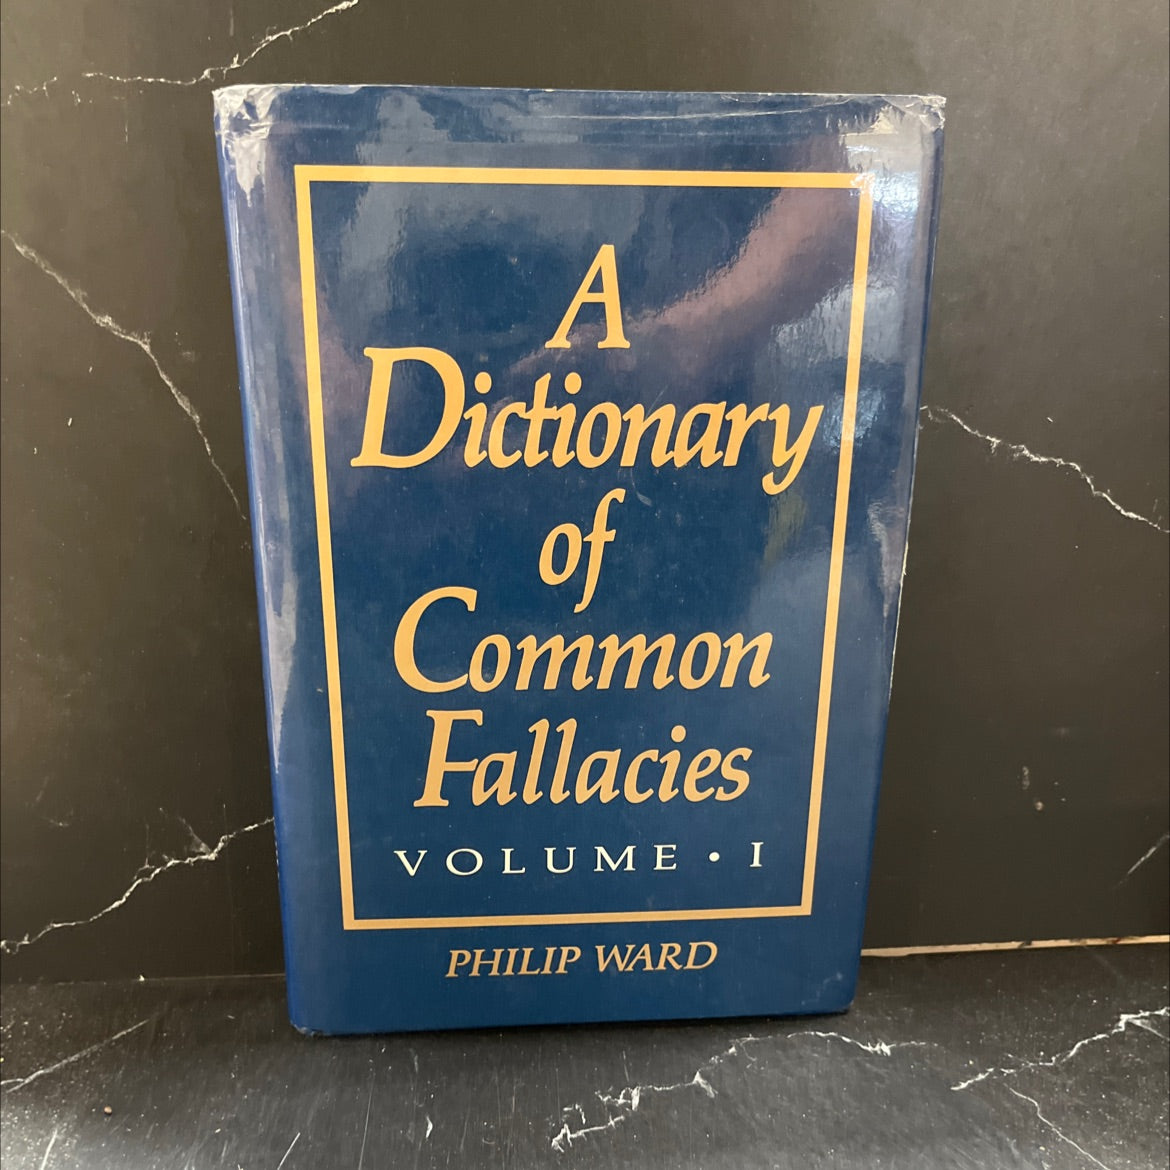 A
Dictionary
of
Common
Fallacies
VOLUME • I
PHILIP WARD